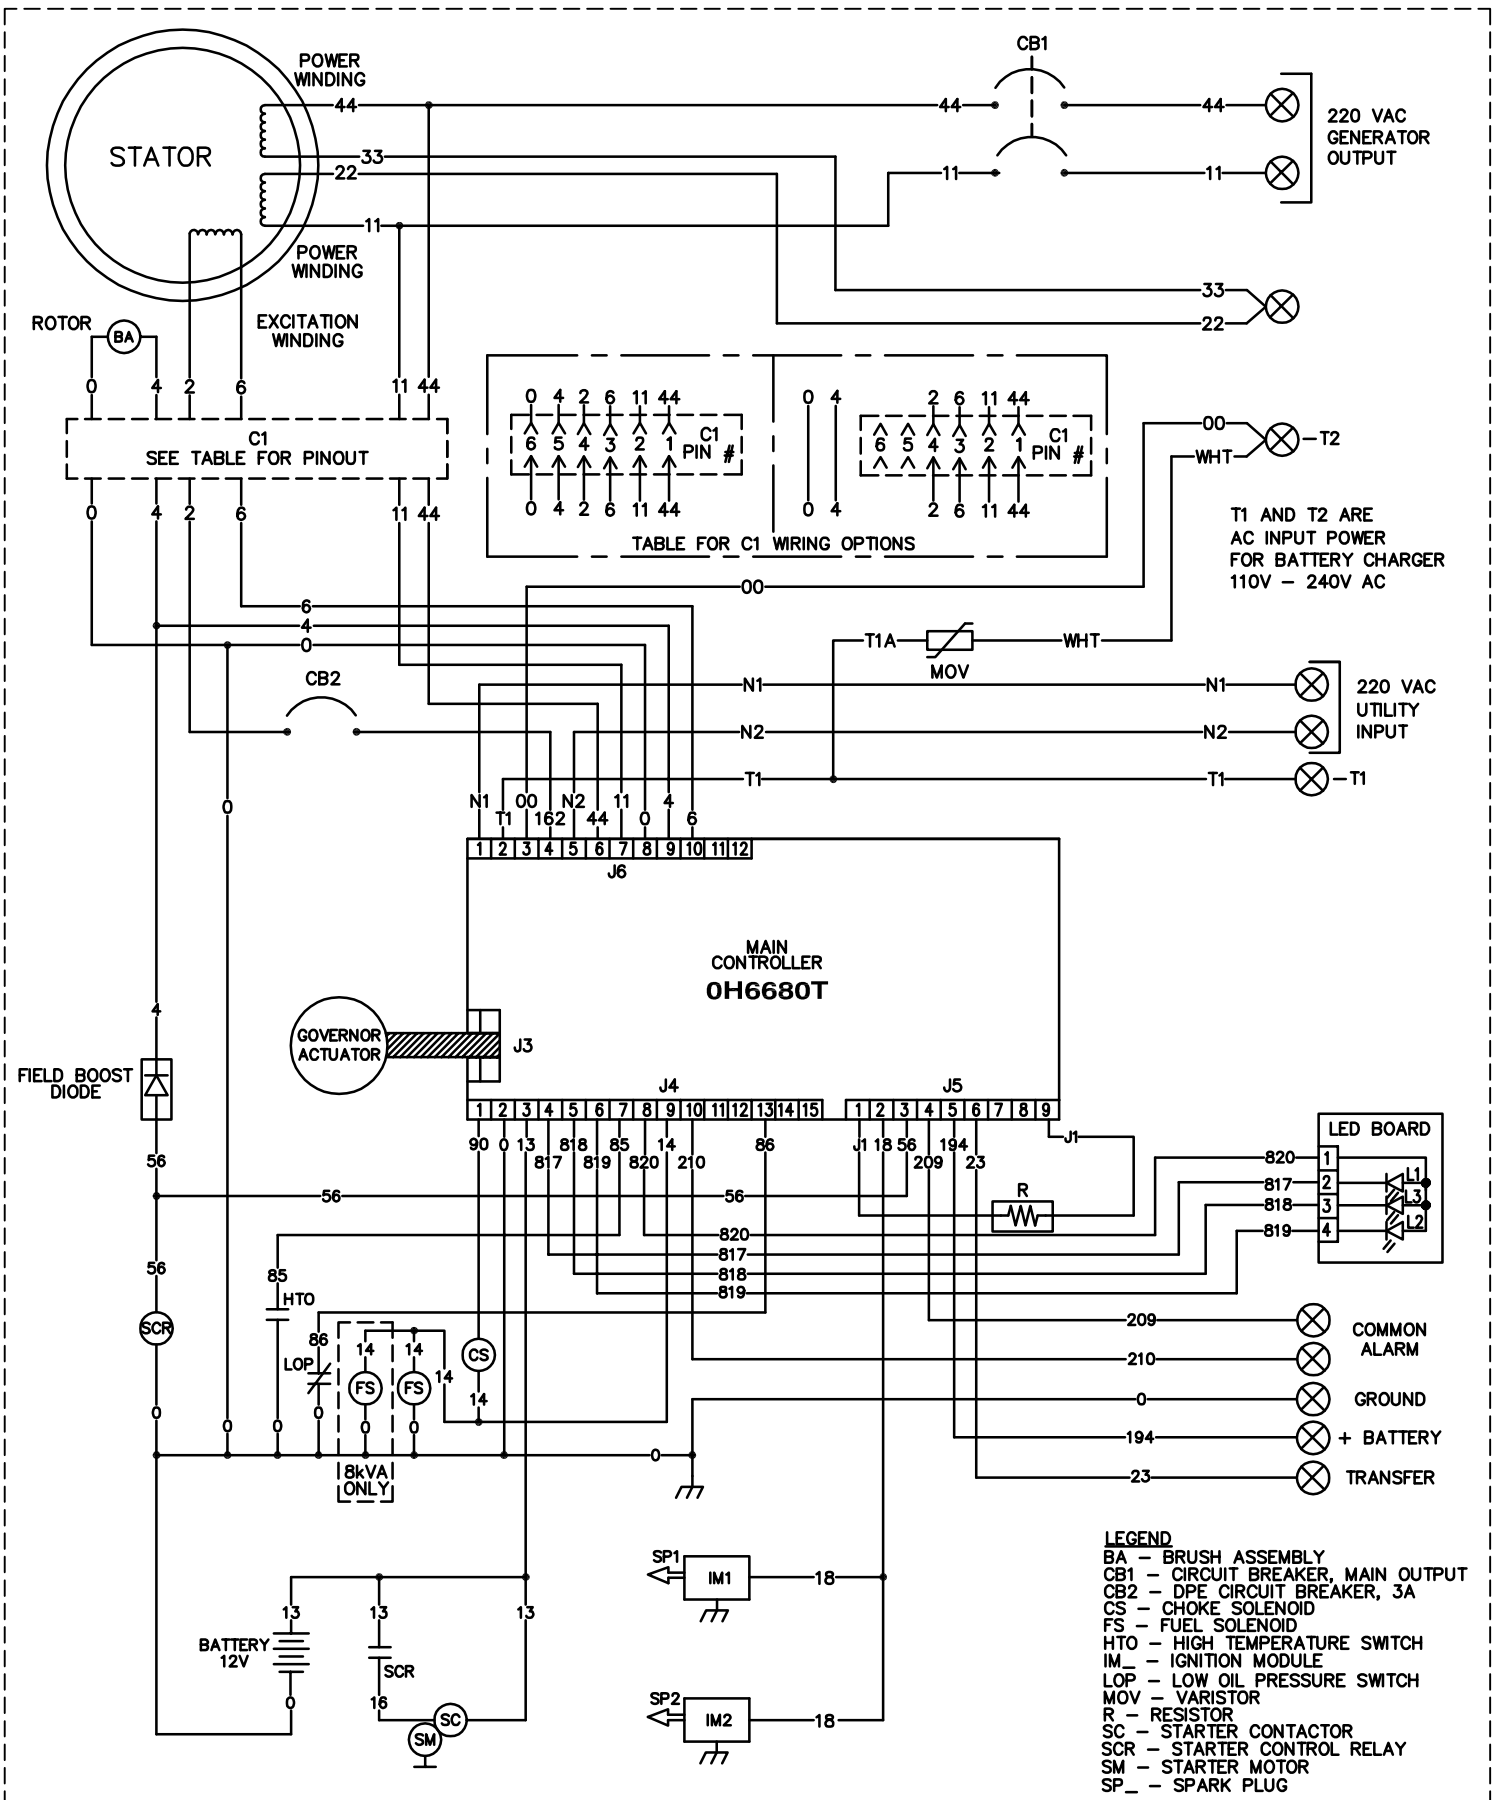 CB1
POWER
WINDING
44 44 44
220 VAC
GENERATOR
OUTPUT
STATOR
33
22
11 11
11
POWER
WINDING
33
22
ROTOR
BA
EXCITATION
WINDING
0 4 2 6 11 44
C1
SEE TABLE FOR PINOUT
0 4 2 6 11 44
0 4 2 6 11 44
6 5 4 3 2 1
C1
PIN #
0 4 2 6 11 44
0 4 2 6 11 44
6 5 4 3 2 1
C1
PIN #
0 4 2 6 11 44
TABLE FOR C1 WIRING OPTIONS
00
WHT
T2
T1 AND T2 ARE
AC INPUT POWER
FOR BATTERY CHARGER
110V - 240V AC
00
6
4
0
T1A
MOV
WHT
CB2
N1 N1
220 VAC
UTILITY
INPUT
N2 N2
T1 T1 T1
0
N1 00 N2 11 4
T1 162 44 0 6
1 2 3 4 5 6 7 8 9 10 11 12
J6
MAIN
CONTROLLER
0H6680T
4
GOVERNOR
ACTUATOR
J3
FIELD BOOST
DIODE
J4
J5
1 2 3 4 5 6 7 8 9 10 11 12 13 14 15
1 2 3 4 5 6 7 8 9
90 0 13 818 85 14 86
817 819 820 210
J1 18 56 194 J1
209 23
LED BOARD
820 1
817 2 L1
818 3 L3
819 4 L2
56
56 56
R
820
817
818
819
56
SCR
85
HTO
86
LOP
14 14
14
FS FS
CS
14
0 0 0 0 0 0
0
8kVA
ONLY
209
210
COMMON
ALARM
0
GROUND
194
+ BATTERY
23
TRANSFER
13 13 13
BATTERY
12V
0
SCR
16
SC
SM
SP1
IM1
18
SP2
IM2
18
LEGEND
BA - BRUSH ASSEMBLY
CB1 - CIRCUIT BREAKER, MAIN OUTPUT
CB2 - DPE CIRCUIT BREAKER, 3A
CS - CHOKE SOLENOID
FS - FUEL SOLENOID
HTO - HIGH TEMPERATURE SWITCH
IM_ - IGNITION MODULE
LOP - LOW OIL PRESSURE SWITCH
MOV - VARISTOR
R - RESISTOR
SC - STARTER CONTACTOR
SCR - STARTER CONTROL RELAY
SM - STARTER MOTOR
SP_ - SPARK PLUG